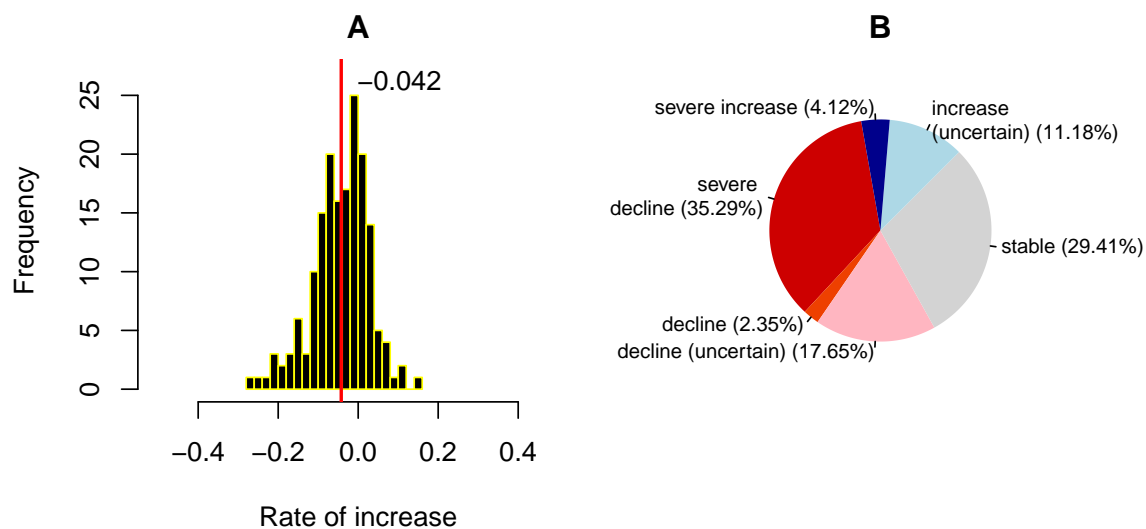 A
−0.042
Frequency
0
5
10
15
20
25
−0.4
−0.2
0.0
0.2
0.4
Rate of increase
B
severe increase (4.12%)
increase
(uncertain) (11.18%)
severe
decline (35.29%)
stable (29.41%)
decline (2.35%)
decline (uncertain) (17.65%)